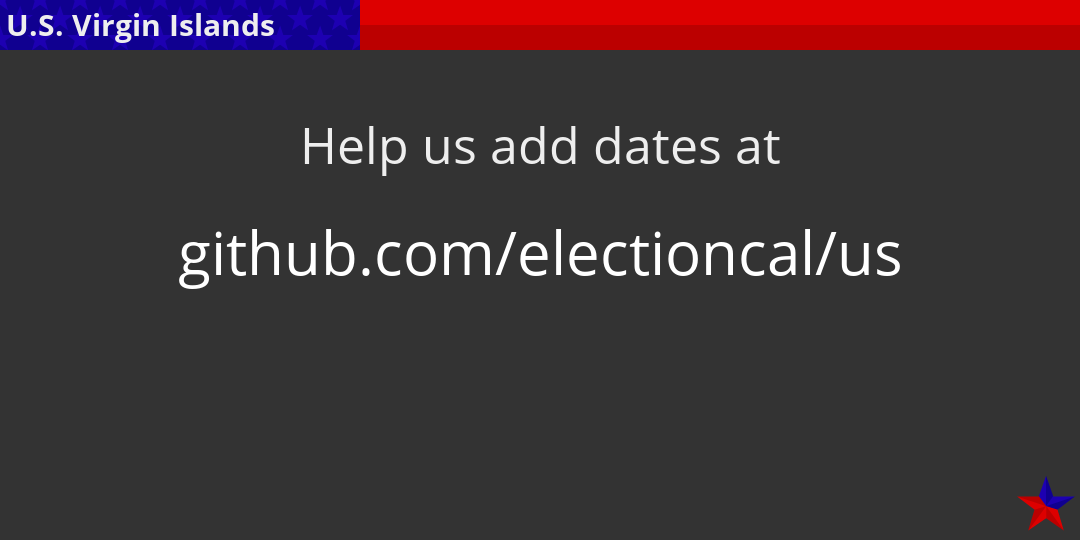 U.S. Virgin Islands
Help us add dates at
github.com/electioncal/us